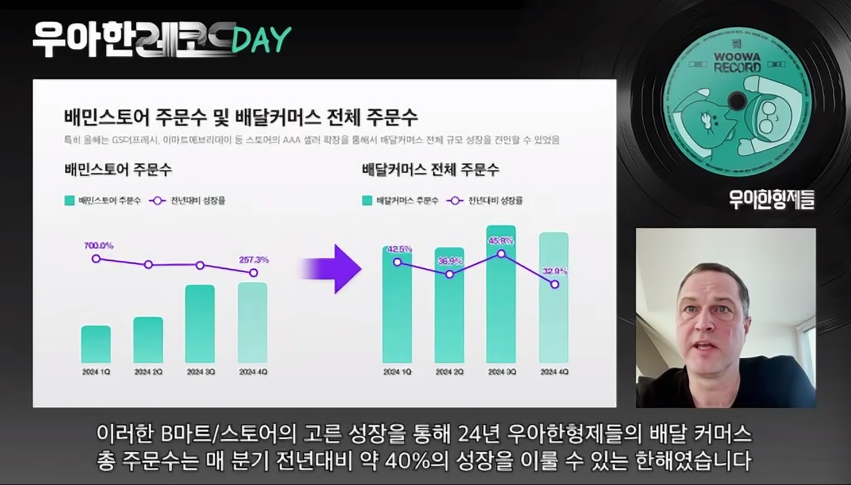 우아한레코드DAY
WOOWA
RECORD
우아한형제들
배민스토어 주문수 및 배달커머스 전체 주문수
특히 올해는 GS더프레시, 이마트에브리데이 등 스토어의 AAA 셀러 확장을 통해서 배달커머스 전체 규모 성장을 견인할 수 있었음
배민스토어 주문수
배민스토어 주문수 전년대비 성장률
700.0%
257.3%
2024 1Q 2024 2Q 2024 3Q 2024 4Q
배달커머스 전체 주문수
배달커머스 주문수 전년대비 성장률
42.5%
36.9%
45.9%
32.9%
2024 1Q 2024 2Q 2024 3Q 2024 4Q
이러한 B마트/스토어의 고른 성장을 통해 24년 우아한형제들의 배달 커머스
총 주문수는 매 분기 전년대비 약 40%의 성장을 이룰 수 있는 한해였습니다